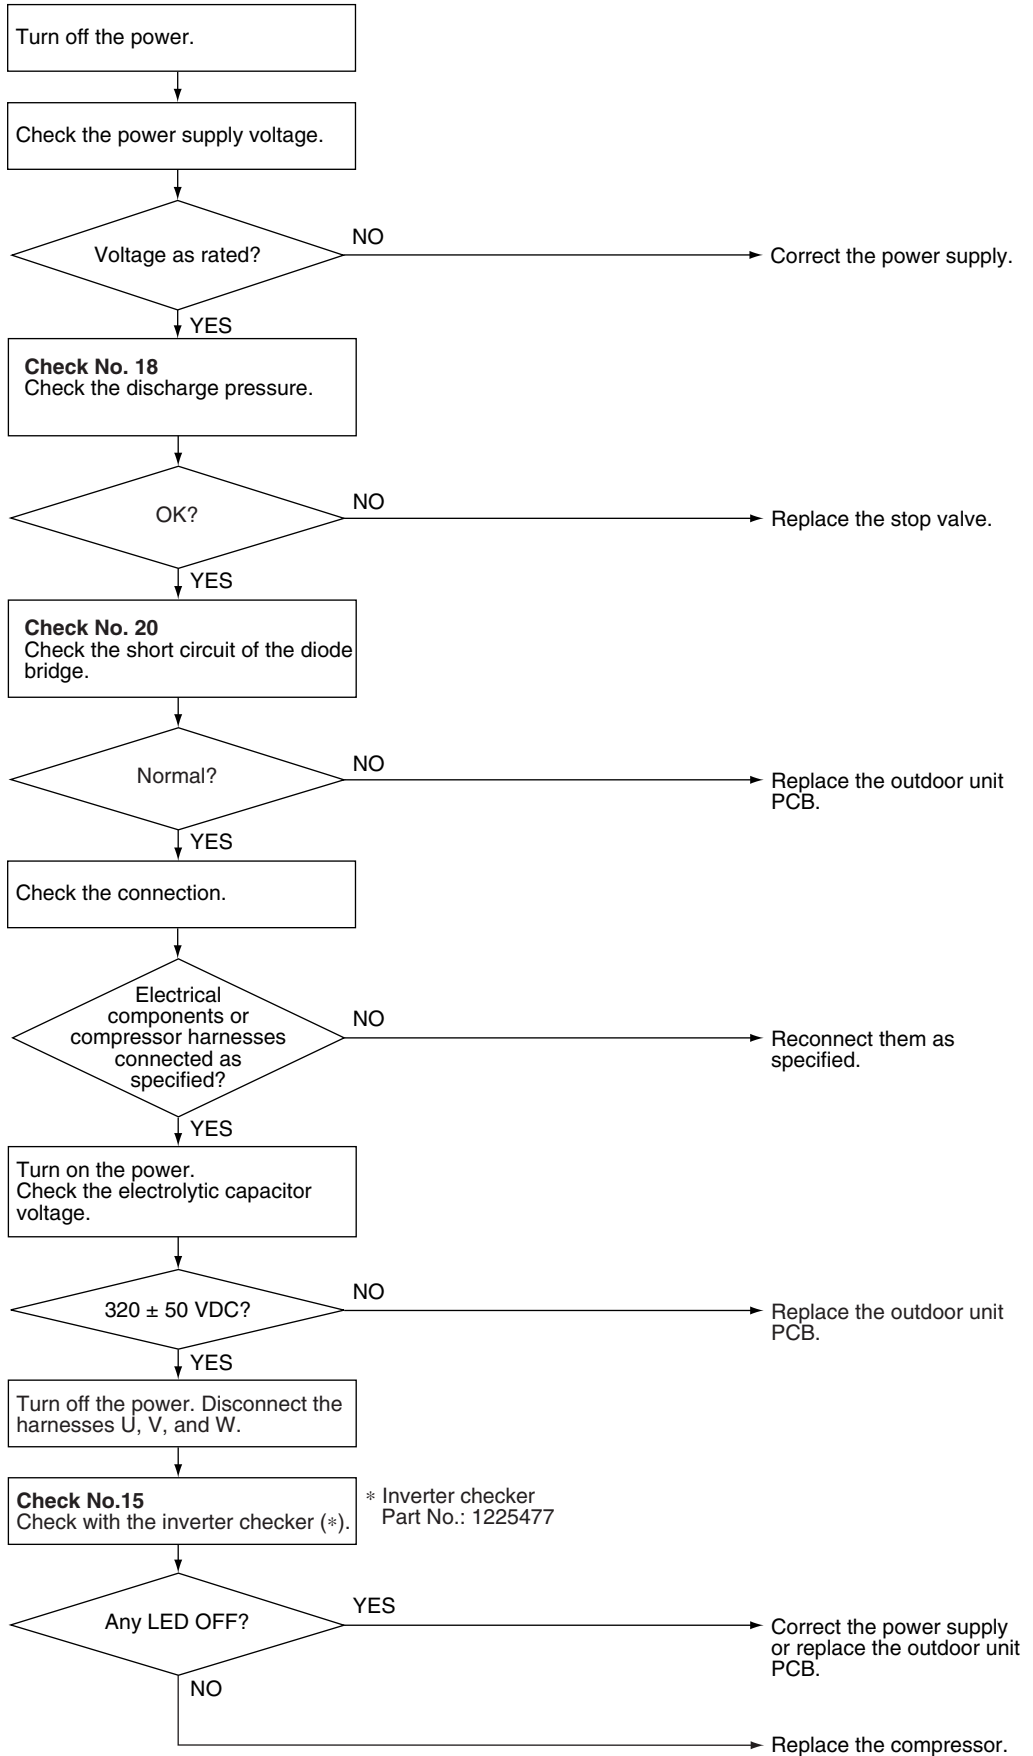 Turn off the power.
Check the power supply voltage.
Voltage as rated?
NO
Correct the power supply.
YES
Check No. 18
Check the discharge pressure.
OK?
NO
Replace the stop valve.
YES
Check No. 20
Check the short circuit of the diode
bridge.
Normal?
NO
Replace the outdoor unit
PCB.
YES
Check the connection.
Electrical
components or
compressor harnesses
connected as
specified?
NO
Reconnect them as
specified.
YES
Turn on the power.
Check the electrolytic capacitor
voltage.
320 ± 50 VDC?
NO
Replace the outdoor unit
PCB.
YES
Turn off the power. Disconnect the
harnesses U, V, and W.
Check No.15
Check with the inverter checker (*).
* Inverter checker
Part No.: 1225477
Any LED OFF?
YES
Correct the power supply
or replace the outdoor unit
PCB.
NO
Replace the compressor.